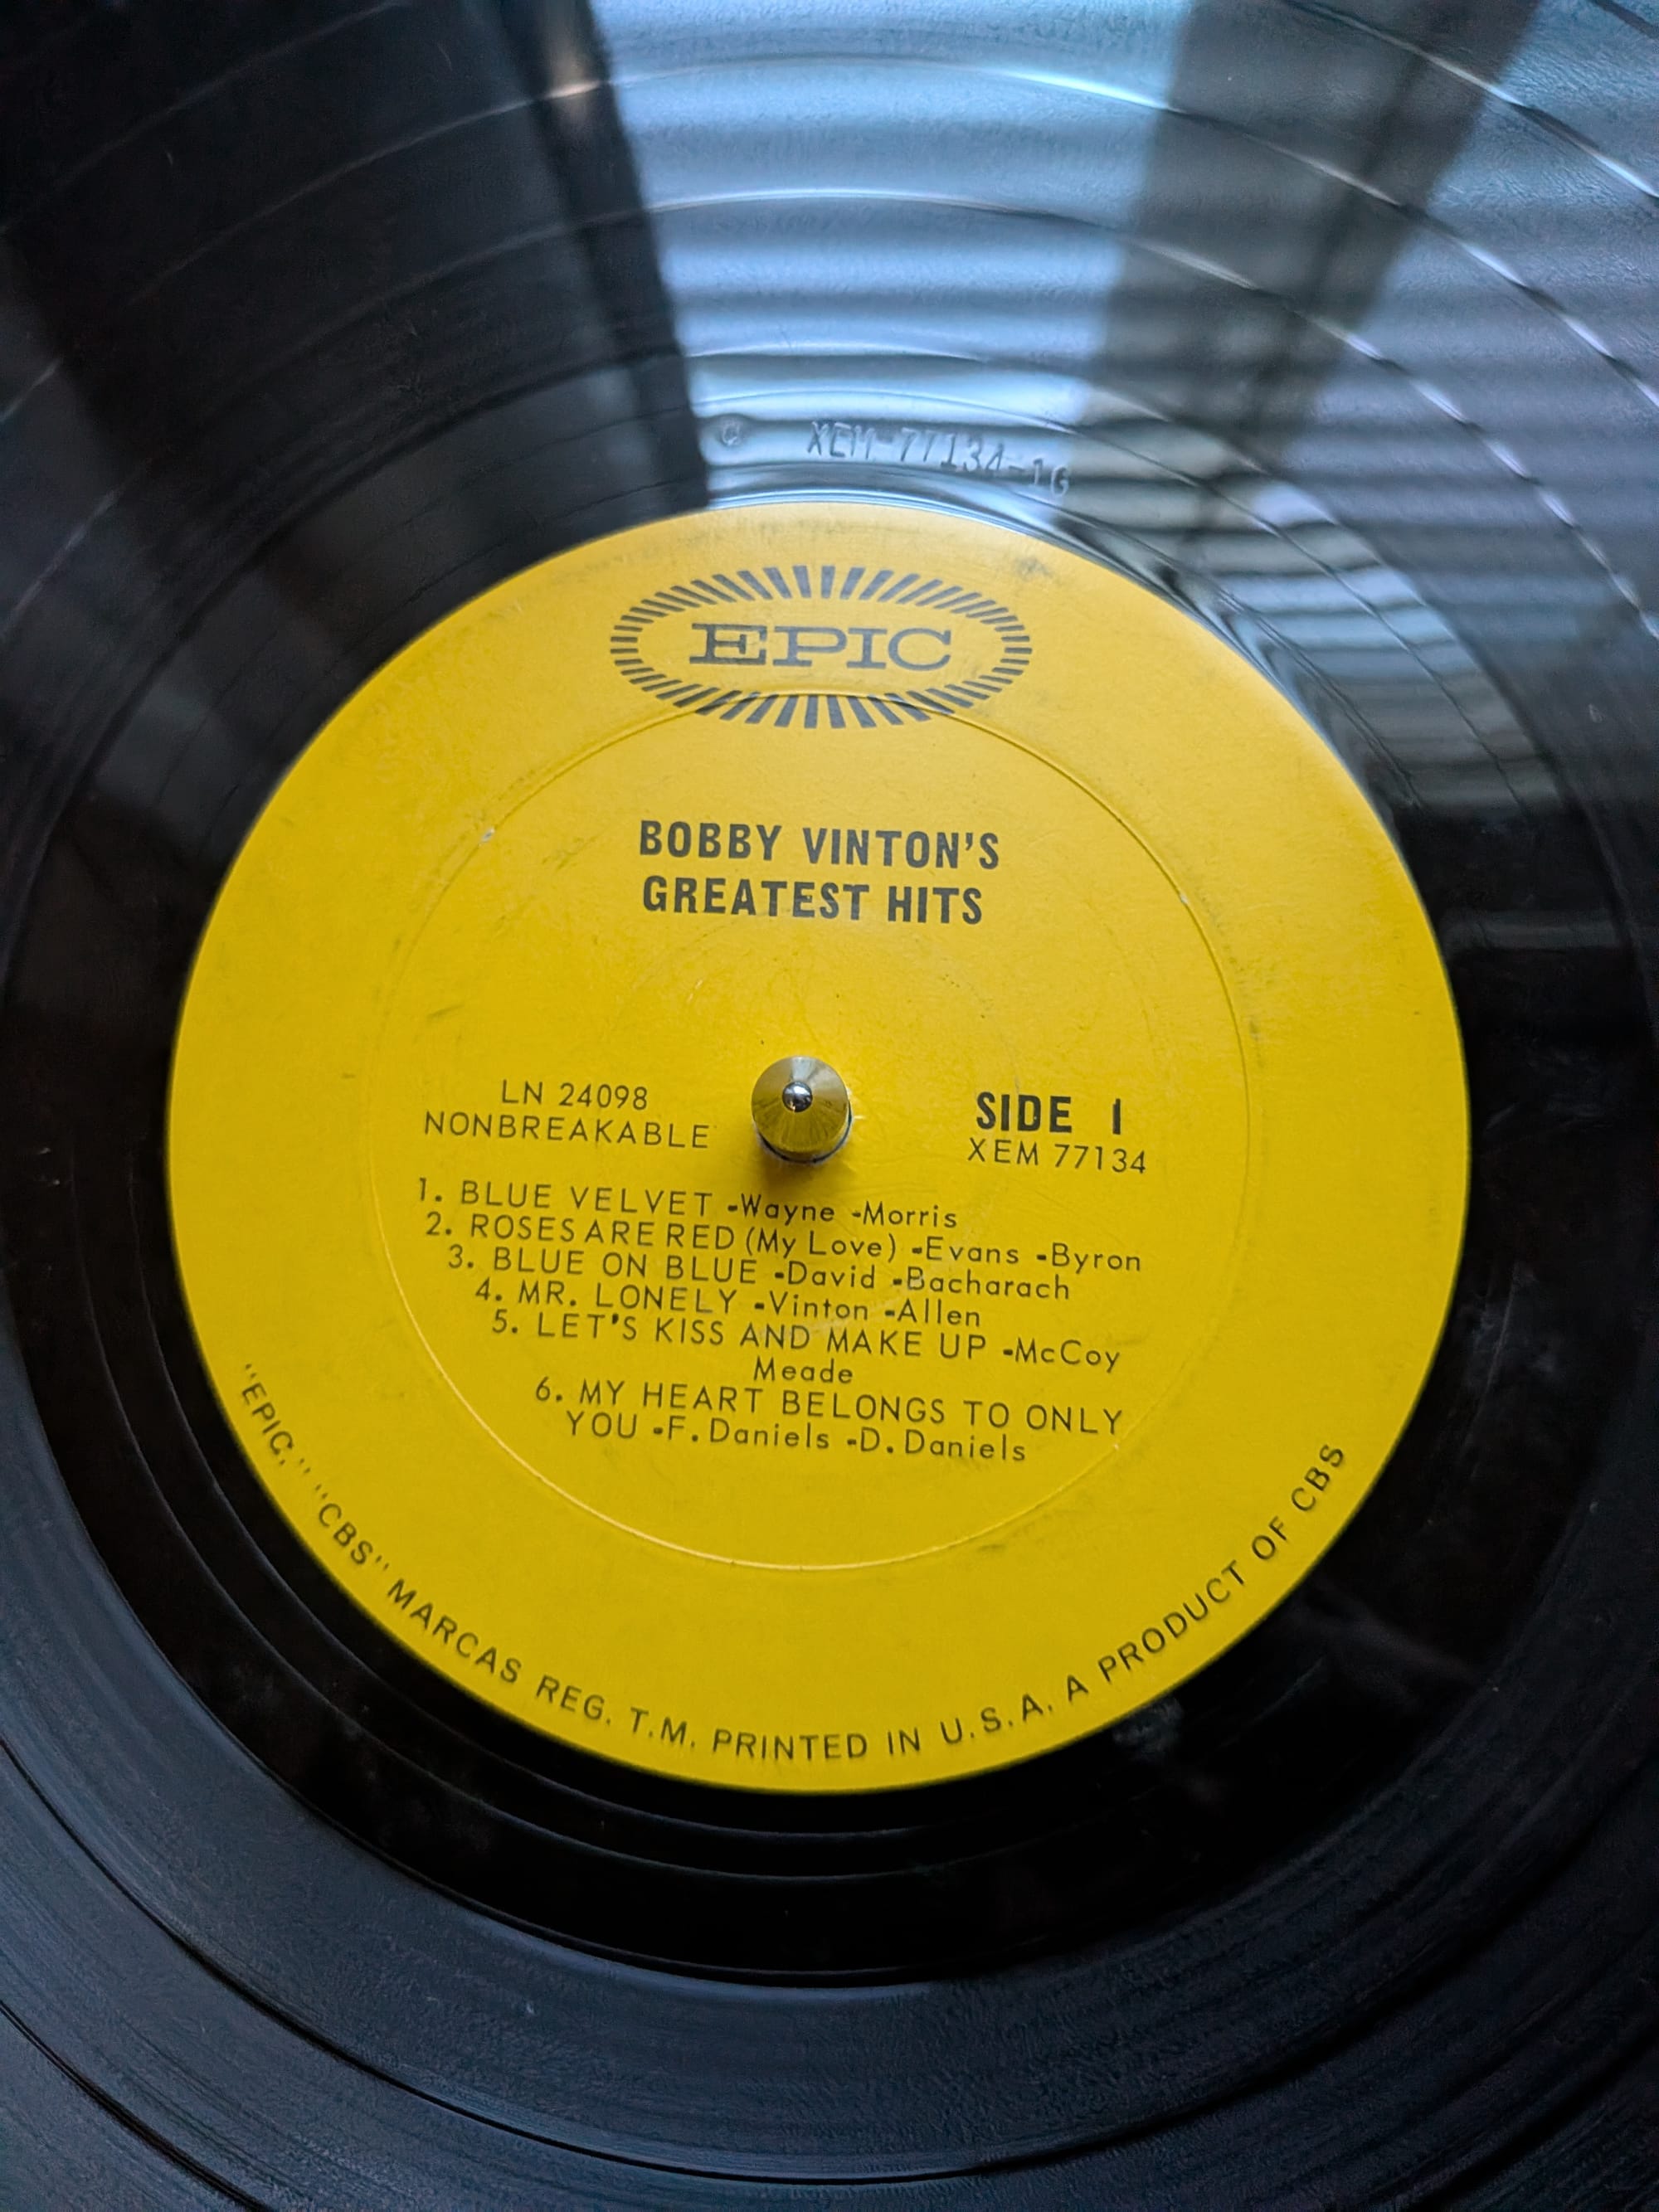 XEM-77134-1G
EPIC
BOBBY VINTON'S
GREATEST HITS
LN 24098
NONBREAKABLE
SIDE 1
XEM 77134
1. BLUE VELVET -Wayne -Morris
2. ROSES ARE RED (My Love) -Evans -Byron
3. BLUE ON BLUE -David -Bacharach
4. MR. LONELY -Vinton -Allen
5. LET'S KISS AND MAKE UP -McCoy
Meade
6. MY HEART BELONGS TO ONLY
YOU -F. Daniels -D. Daniels
"EPIC," "CBS" MARCAS REG. T.M. PRINTED IN U.S.A. A PRODUCT OF CBS